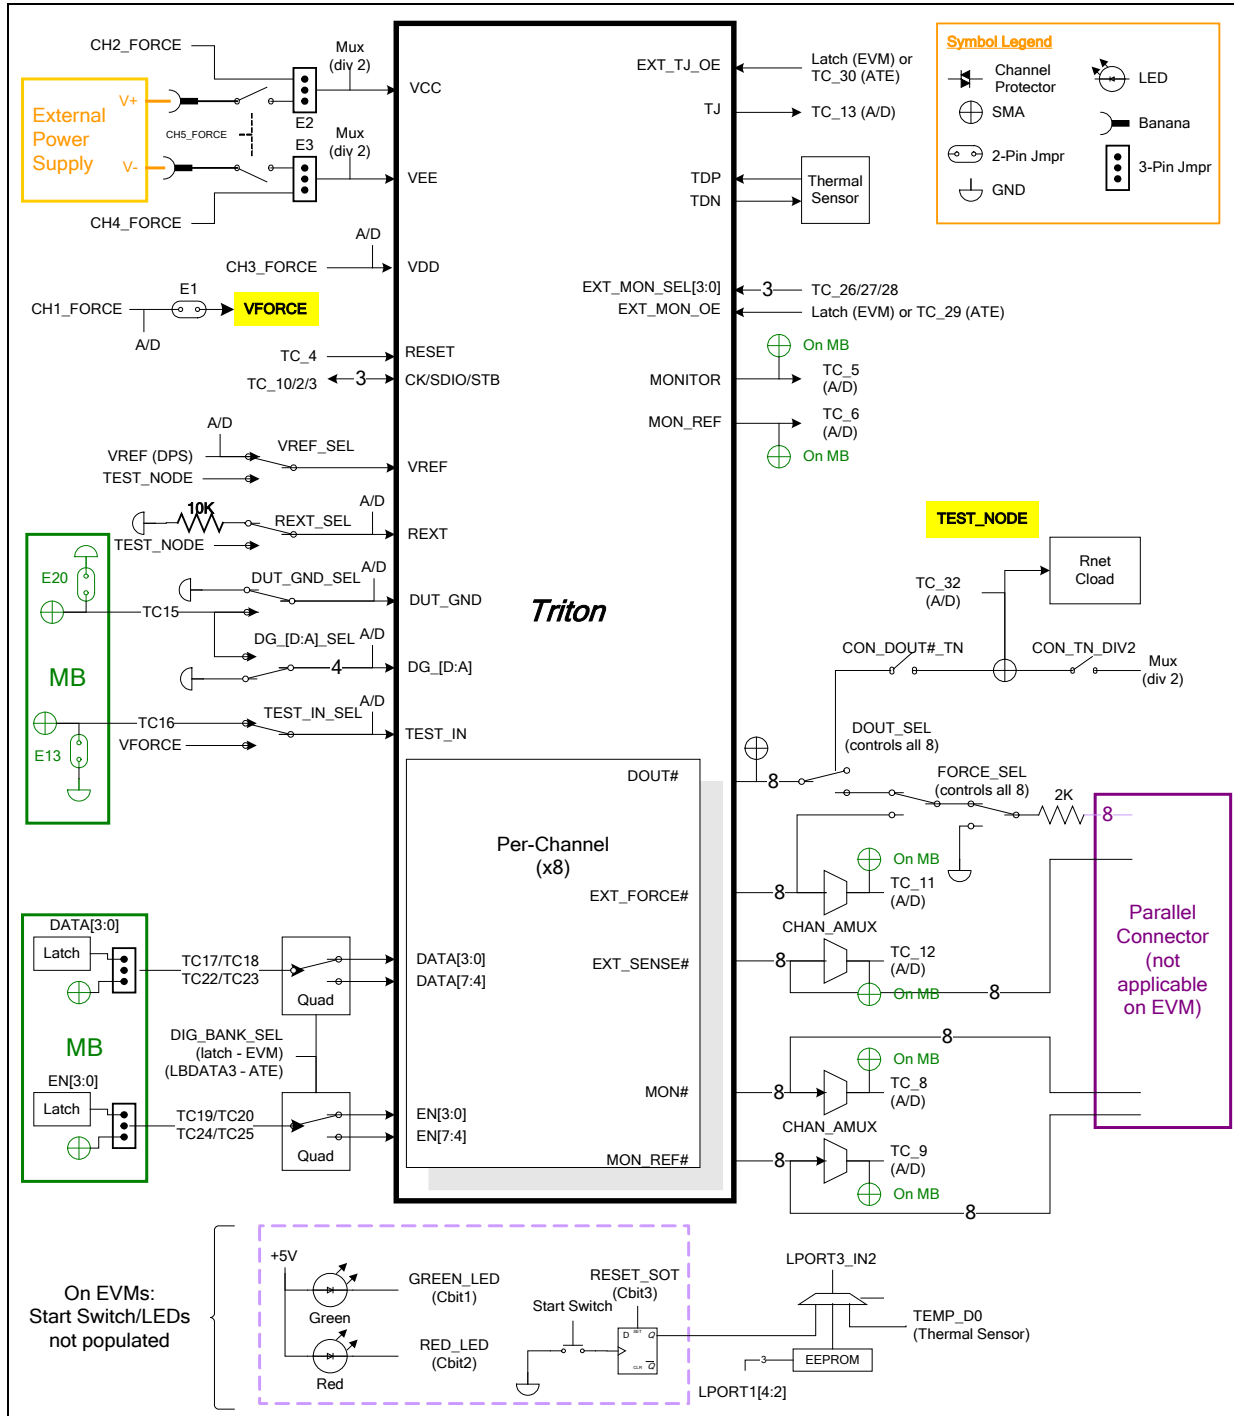 CH2_FORCE
Mux
(div 2)
External
Power
Supply
V+
V-
CH5_FORCE
E2
E3
Mux
(div 2)
CH4_FORCE
VCC
VEE
A/D
CH3_FORCE
VDD
CH1_FORCE
E1
VFORCE
A/D
TC_4
RESET
TC_10/2/3
3
CK/SDIO/STB
A/D
VREF (DPS)
VREF_SEL
TEST_NODE
VREF
10K
REXT_SEL
A/D
TEST_NODE
REXT
E20
DUT_GND_SEL
A/D
TC15
DUT_GND
DG_[D:A]_SEL
A/D
4
DG_[D:A]
MB
TC16
TEST_IN_SEL
A/D
E13
VFORCE
TEST_IN
Triton
EXT_TJ_OE
Latch (EVM) or
TC_30 (ATE)
TJ
TC_13 (A/D)
TDP
TDN
Thermal
Sensor
EXT_MON_SEL[3:0]
3
TC_26/27/28
EXT_MON_OE
Latch (EVM) or TC_29 (ATE)
On MB
MONITOR
TC_5
(A/D)
MON_REF
TC_6
(A/D)
On MB
Symbol Legend
Channel
Protector
LED
SMA
Banana
2-Pin Jmpr
3-Pin Jmpr
GND
TEST_NODE
Rnet
Cload
TC_32
(A/D)
CON_DOUT#_TN
CON_TN_DIV2
Mux
(div 2)
DOUT_SEL
(controls all 8)
DOUT#
8
FORCE_SEL
(controls all 8)
2K
8
Per-Channel
(x8)
On MB
EXT_FORCE#
8
TC_11
(A/D)
CHAN_AMUX
EXT_SENSE#
8
TC_12
(A/D)
On MB
8
Parallel
Connector
(not
applicable
on EVM)
8
On MB
MON#
8
TC_8
(A/D)
CHAN_AMUX
MON_REF#
8
TC_9
(A/D)
On MB
8
DATA[3:0]
Latch
TC17/TC18
TC22/TC23
Quad
DATA[3:0]
DATA[7:4]
MB
DIG_BANK_SEL
(latch - EVM)
(LBDATA3 - ATE)
EN[3:0]
Latch
TC19/TC20
TC24/TC25
Quad
EN[3:0]
EN[7:4]
On EVMs:
Start Switch/LEDs
not populated
+5V
GREEN_LED
(Cbit1)
Green
RED_LED
(Cbit2)
Red
RESET_SOT
(Cbit3)
Start Switch
D
SET
Q
CLR
Q
LPORT3_IN2
TEMP_D0
(Thermal Sensor)
EEPROM
3
LPORT1[4:2]